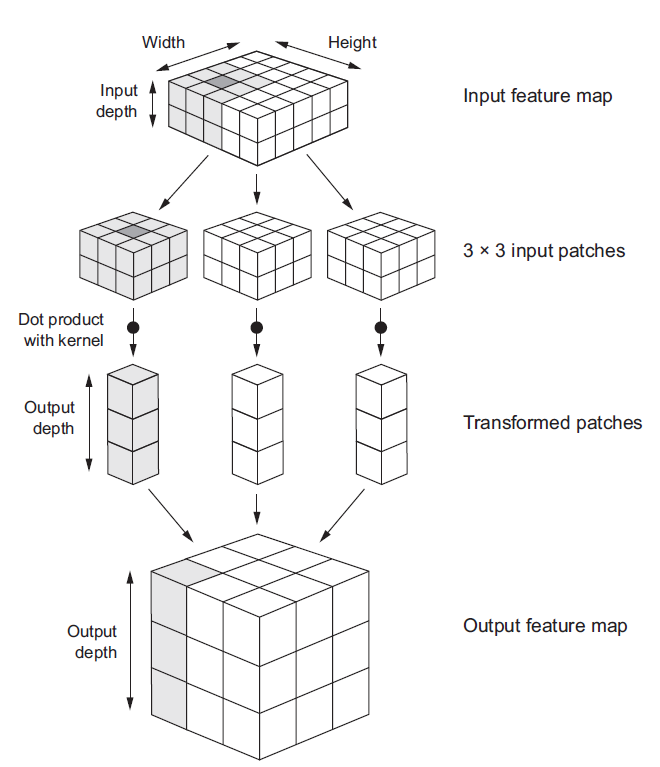 Width
Height
Input
depth
Input feature map
3 × 3 input patches
Dot product
with kernel
Output
depth
Transformed patches
Output
depth
Output feature map